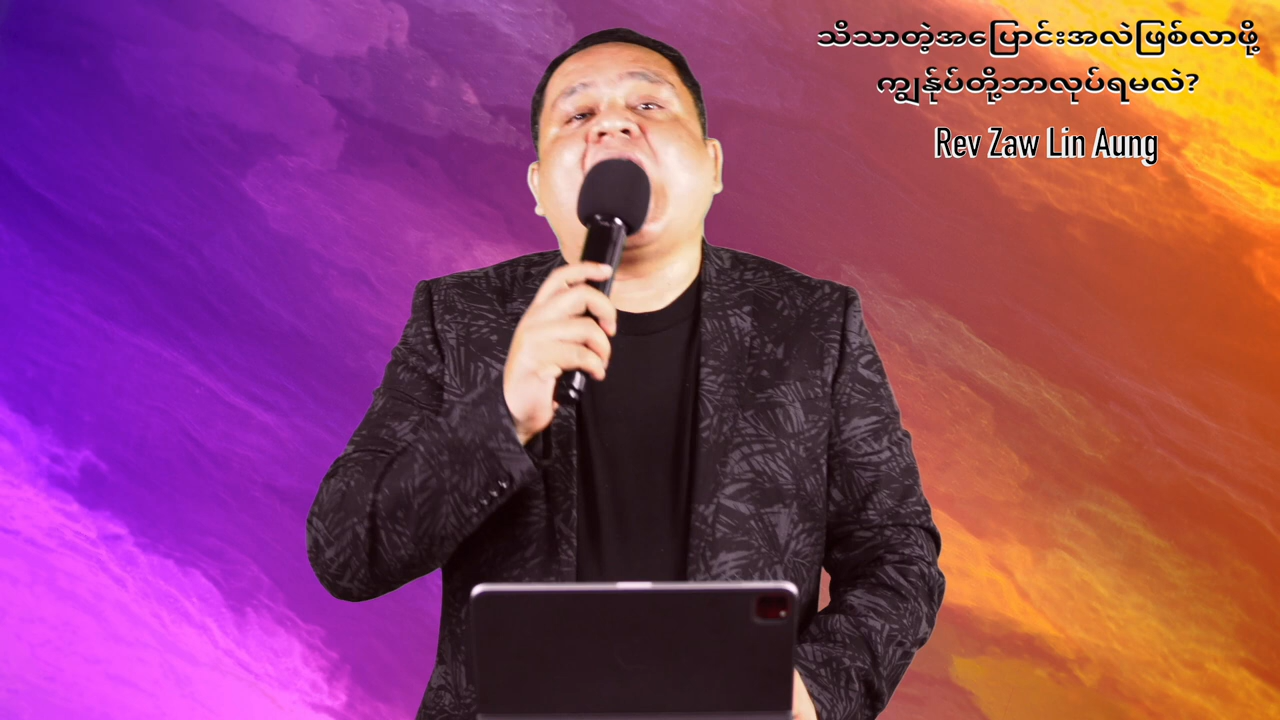 သိသာတဲ့အပြောင်းအလဲဖြစ်လာဖို့
ကျွန်ုပ်တို့ဘာလုပ်ရမလဲ?
Rev Zaw Lin Aung